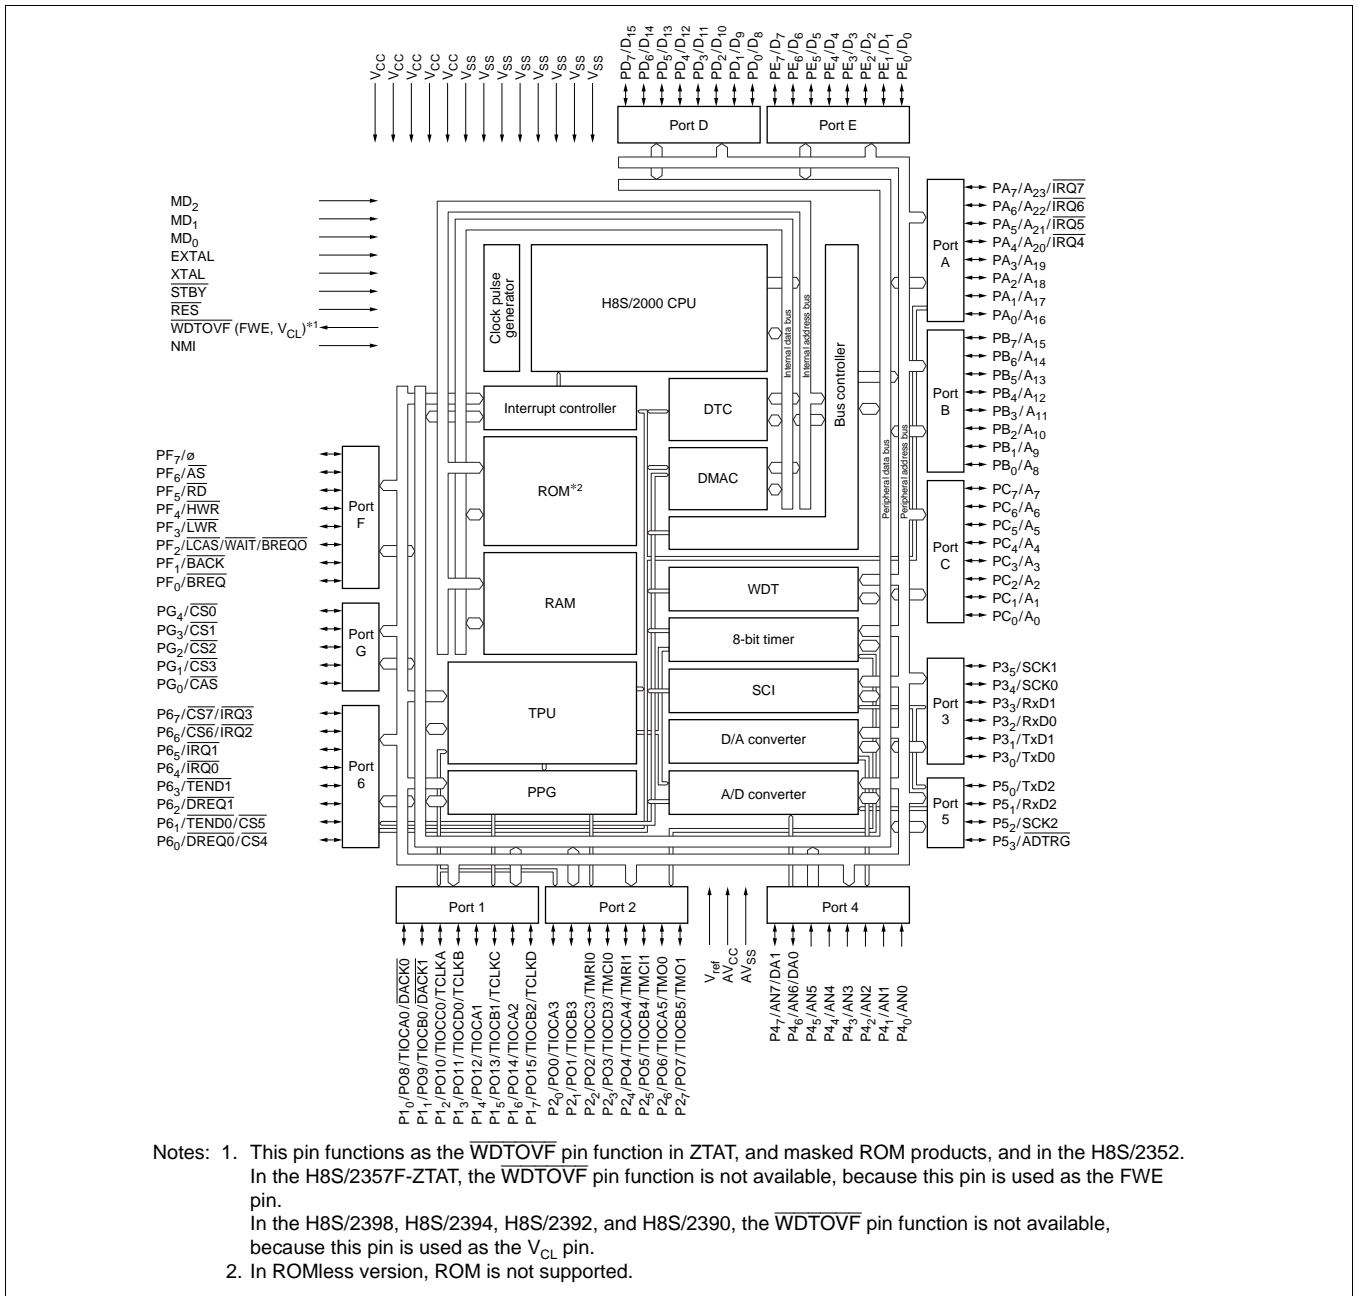 VCC
VCC
VCC
VCC
VCC
VSS
VSS
VSS
VSS
VSS
VSS
VSS
VSS
PD7/D15
PD6/D14
PD5/D13
PD4/D12
PD3/D11
PD2/D10
PD1/D9
PD0/D8
PE7/D7
PE6/D6
PE5/D5
PE4/D4
PE3/D3
PE2/D2
PE1/D1
PE0/D0
Port D
Port E
MD2
MD1
MD0
EXTAL
XTAL
STBY
RES
WDTOVF (FWE, VCL)*1
NMI
Clock pulse
generator
H8S/2000 CPU
Internal data bus
Internal address bus
Bus controller
Peripheral data bus
Peripheral address bus
Interrupt controller
DTC
ROM*2
DMAC
RAM
WDT
8-bit timer
TPU
SCI
D/A converter
PPG
A/D converter
Port
A
PA7/A23/IRQ7
PA6/A22/IRQ6
PA5/A21/IRQ5
PA4/A20/IRQ4
PA3/A19
PA2/A18
PA1/A17
PA0/A16
Port
B
PB7/A15
PB6/A14
PB5/A13
PB4/A12
PB3/A11
PB2/A10
PB1/A9
PB0/A8
Port
C
PC7/A7
PC6/A6
PC5/A5
PC4/A4
PC3/A3
PC2/A2
PC1/A1
PC0/A0
Port
3
P35/SCK1
P34/SCK0
P33/RxD1
P32/RxD0
P31/TxD1
P30/TxD0
Port
5
P50/TxD2
P51/RxD2
P52/SCK2
P53/ADTRG
PF7/ø
PF6/AS
PF5/RD
PF4/HWR
PF3/LWR
PF2/LCAS/WAIT/BREQO
PF1/BACK
PF0/BREQ
Port
F
PG4/CS0
PG3/CS1
PG2/CS2
PG1/CS3
PG0/CAS
Port
G
P67/CS7/IRQ3
P66/CS6/IRQ2
P65/IRQ1
P64/IRQ0
P63/TEND1
P62/DREQ1
P61/TEND0/CS5
P60/DREQ0/CS4
Port
6
Port 1
Port 2
Port 4
P10/PO8/TIOCA0/DACK0
P11/PO9/TIOCB0/DACK1
P12/PO10/TIOCC0/TCLKA
P13/PO11/TIOCD0/TCLKB
P14/PO12/TIOCA1
P15/PO13/TIOCB1/TCLKC
P16/PO14/TIOCA2
P17/PO15/TIOCB2/TCLKD
P20/PO0/TIOCA3
P21/PO1/TIOCB3
P22/PO2/TIOCC3/TMRI0
P23/PO3/TIOCD3/TMCI0
P24/PO4/TIOCA4/TMRI1
P25/PO5/TIOCB4/TMCI1
P26/PO6/TIOCA5/TMO0
P27/PO7/TIOCB5/TMO1
Vref
AVCC
AVSS
P47/AN7/DA1
P46/AN6/DA0
P45/AN5
P44/AN4
P43/AN3
P42/AN2
P41/AN1
P40/AN0
Notes: 1. This pin functions as the WDTOVF pin function in ZTAT, and masked ROM products, and in the H8S/2352.
In the H8S/2357F-ZTAT, the WDTOVF pin function is not available, because this pin is used as the FWE
pin.
In the H8S/2398, H8S/2394, H8S/2392, and H8S/2390, the WDTOVF pin function is not available,
because this pin is used as the VCL pin.
2. In ROMless version, ROM is not supported.